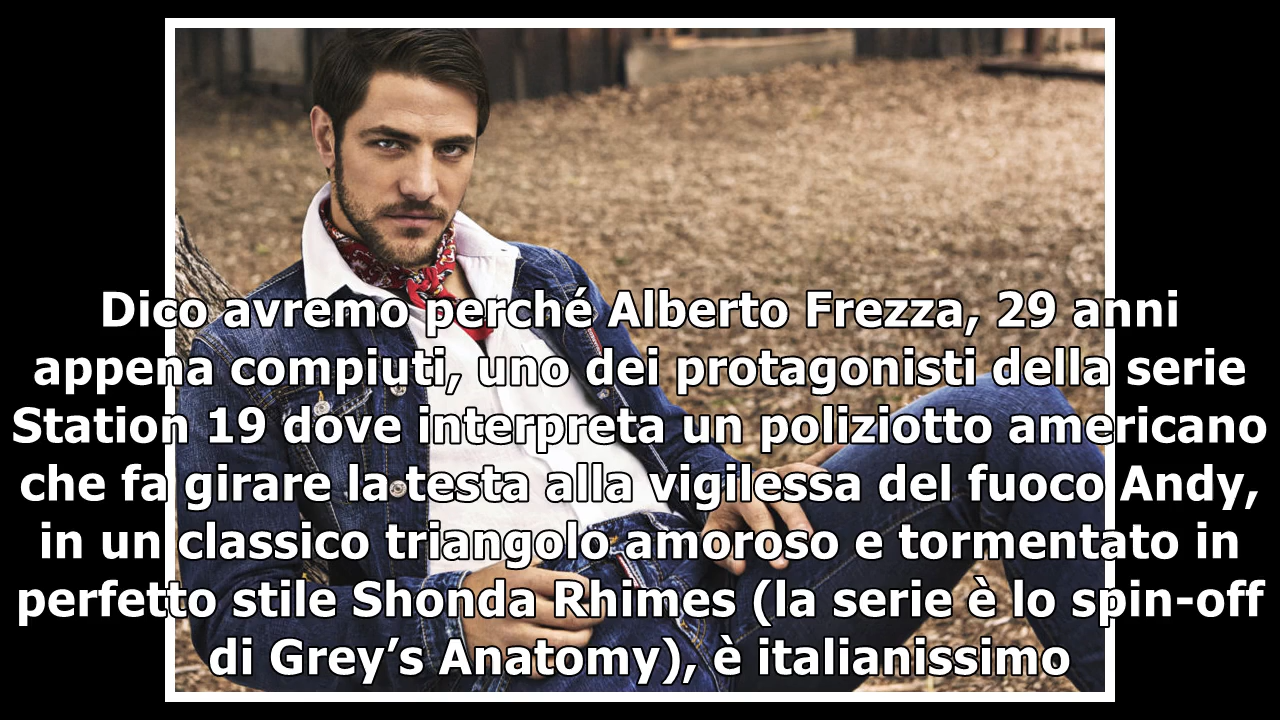 Dico avremo perché Alberto Frezza, 29 anni
appena compiuti, uno dei protagonisti della serie
Station 19 dove interpreta un poliziotto americano
che fa girare la testa alla vigilessa del fuoco Andy,
in un classico triangolo amoroso e tormentato in
perfetto stile Shonda Rhimes (la serie è lo spin-off
di Grey’s Anatomy), è italianissimo